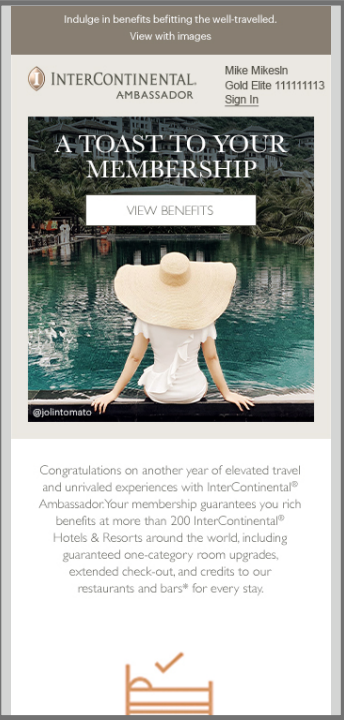 Indulge in benefits befitting the well-travelled.
View with images
INTERCONTINENTAL®
AMBASSADOR
Mike Mikesln
Gold Elite 111111113
Sign In
A TOAST TO YOUR
MEMBERSHIP
VIEW BENEFITS
@jolintomato
Congratulations on another year of elevated travel
and unrivaled experiences with InterContinental®
Ambassador.Your membership guarantees you rich
benefits at more than 200 InterContinental®
Hotels & Resorts around the world, including
guaranteed one-category room upgrades,
extended check-out, and credits to our
restaurants and bars* for every stay.